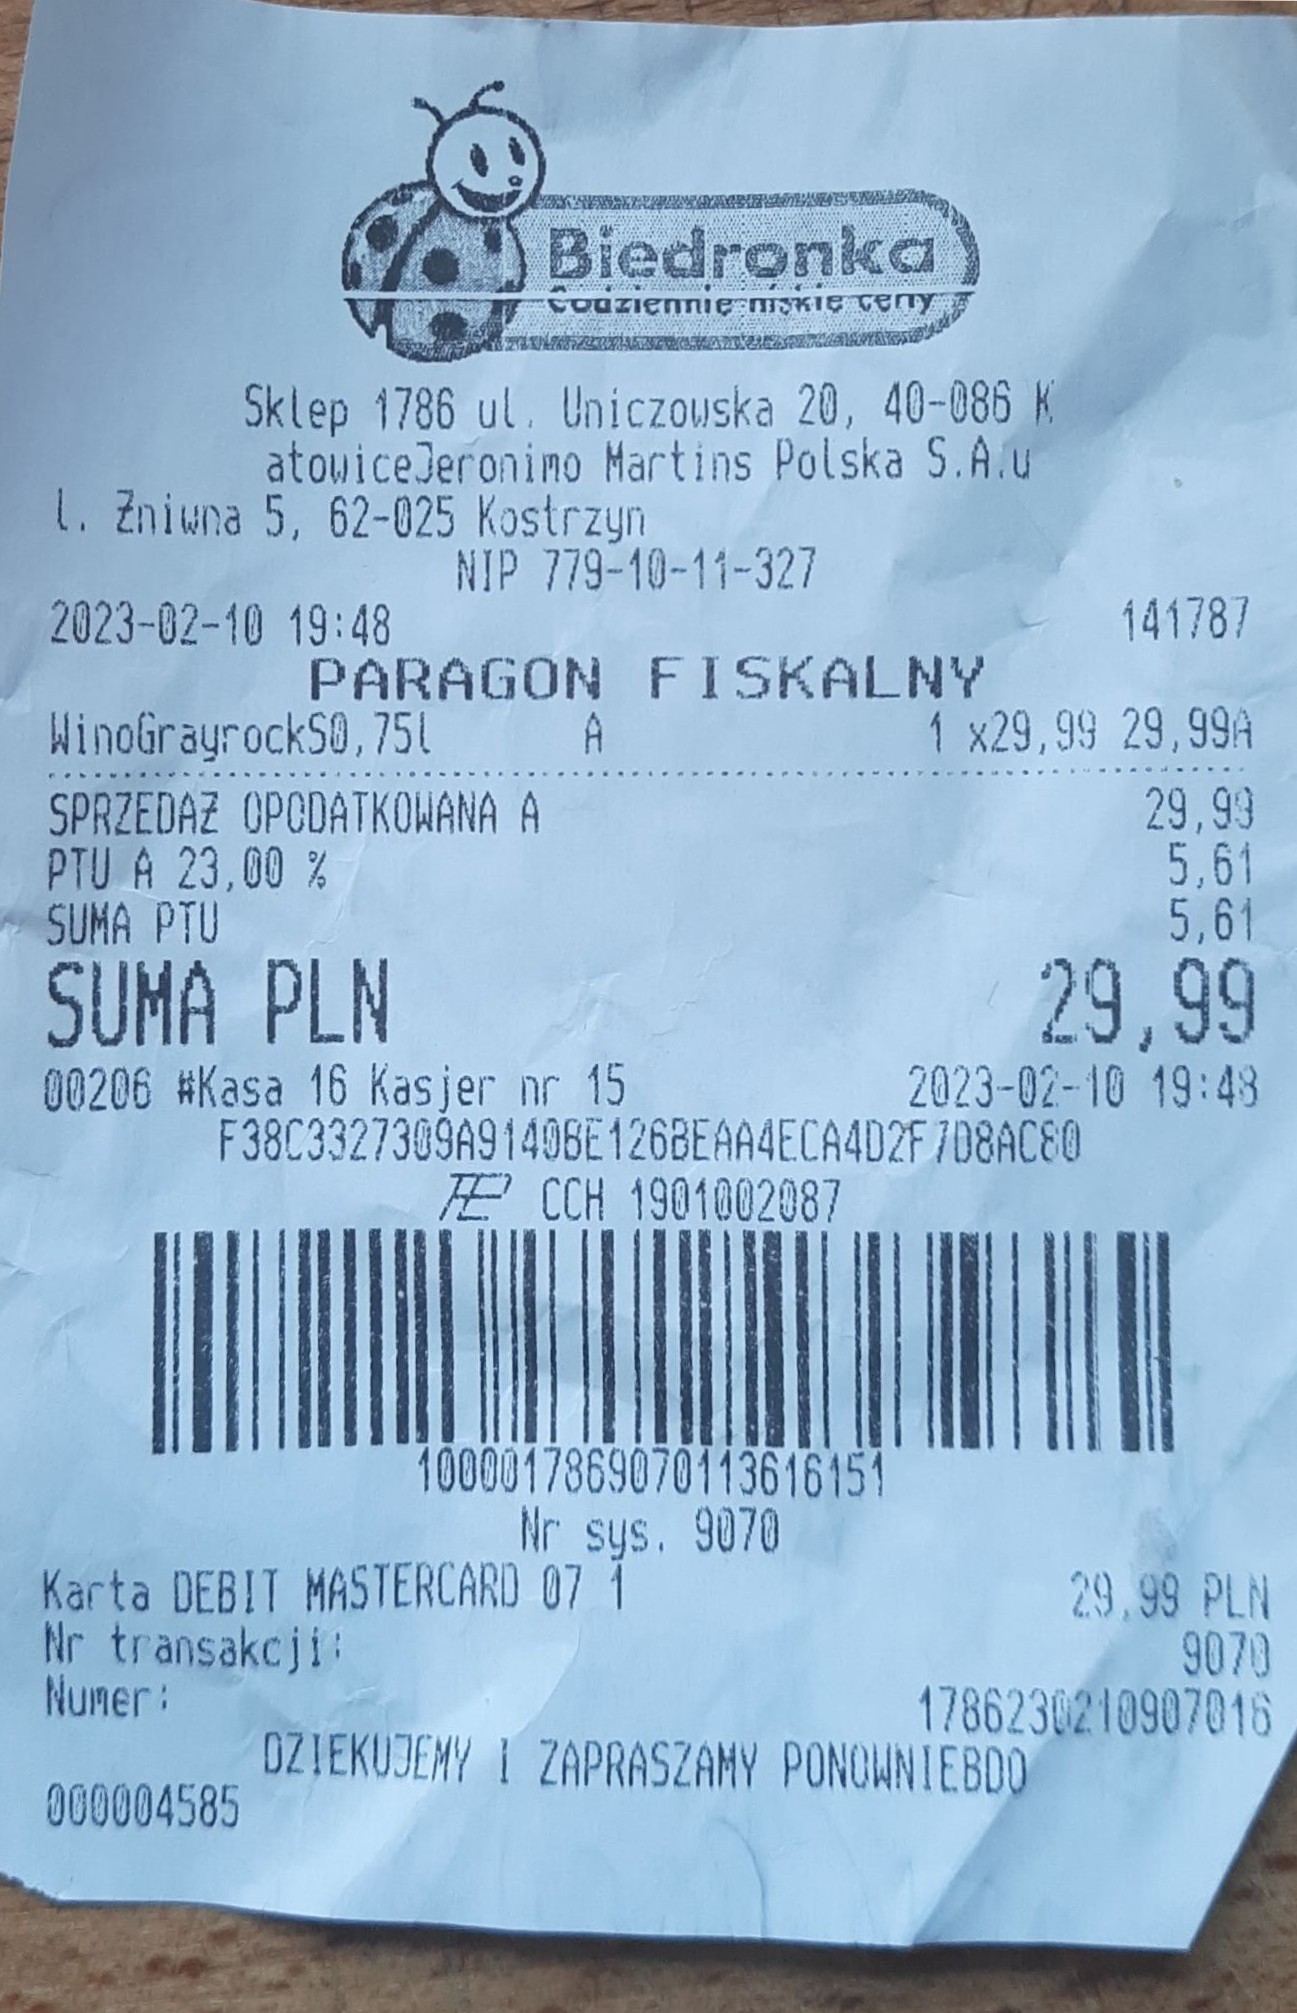 Biedronka
Codziennie niskie ceny
Sklep 1786 ul. Uniczowska 20, 40-086 K
atowiceJeronimo Martins Polska S.A.u
l. Żniwna 5, 62-025 Kostrzyn
NIP 779-10-11-327
2023-02-10 19:48 141787
PARAGON FISKALNY
WinoGrayrockS0,75l A 1 x29,99 29,99A
SPRZEDAŻ OPODATKOWANA A 29,99
PTU A 23,00 % 5,61
SUMA PTU 5,61
SUMA PLN 29,99
00206 #Kasa 16 Kasjer nr 15 2023-02-10 19:48
F38C3327309A9140BE126BEAA4ECA4D2F7D8AC80
CCH 1901002087
1000017869070113616151
Nr sys. 9070
Karta DEBIT MASTERCARD 07 1 29,99 PLN
Nr transakcji: 9070
Numer: 1786230210907016
DZIEKUJEMY I ZAPRASZAMY PONOWNIEBDO
000004585